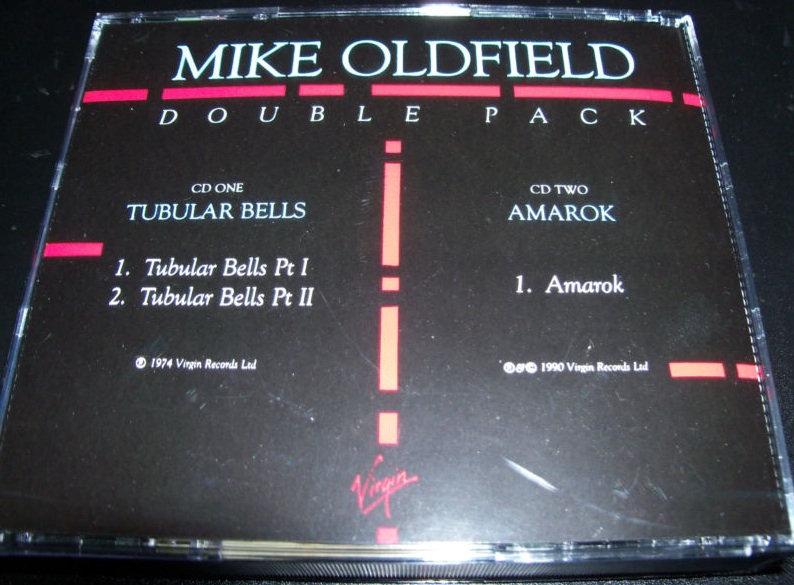 MIKE OLDFIELD
DOUBLE PACK
CD ONE
TUBULAR BELLS
1. Tubular Bells Pt I
2. Tubular Bells Pt II
℗ 1974 Virgin Records Ltd
CD TWO
AMAROK
1. Amarok
℗&© 1990 Virgin Records Ltd
Virgin